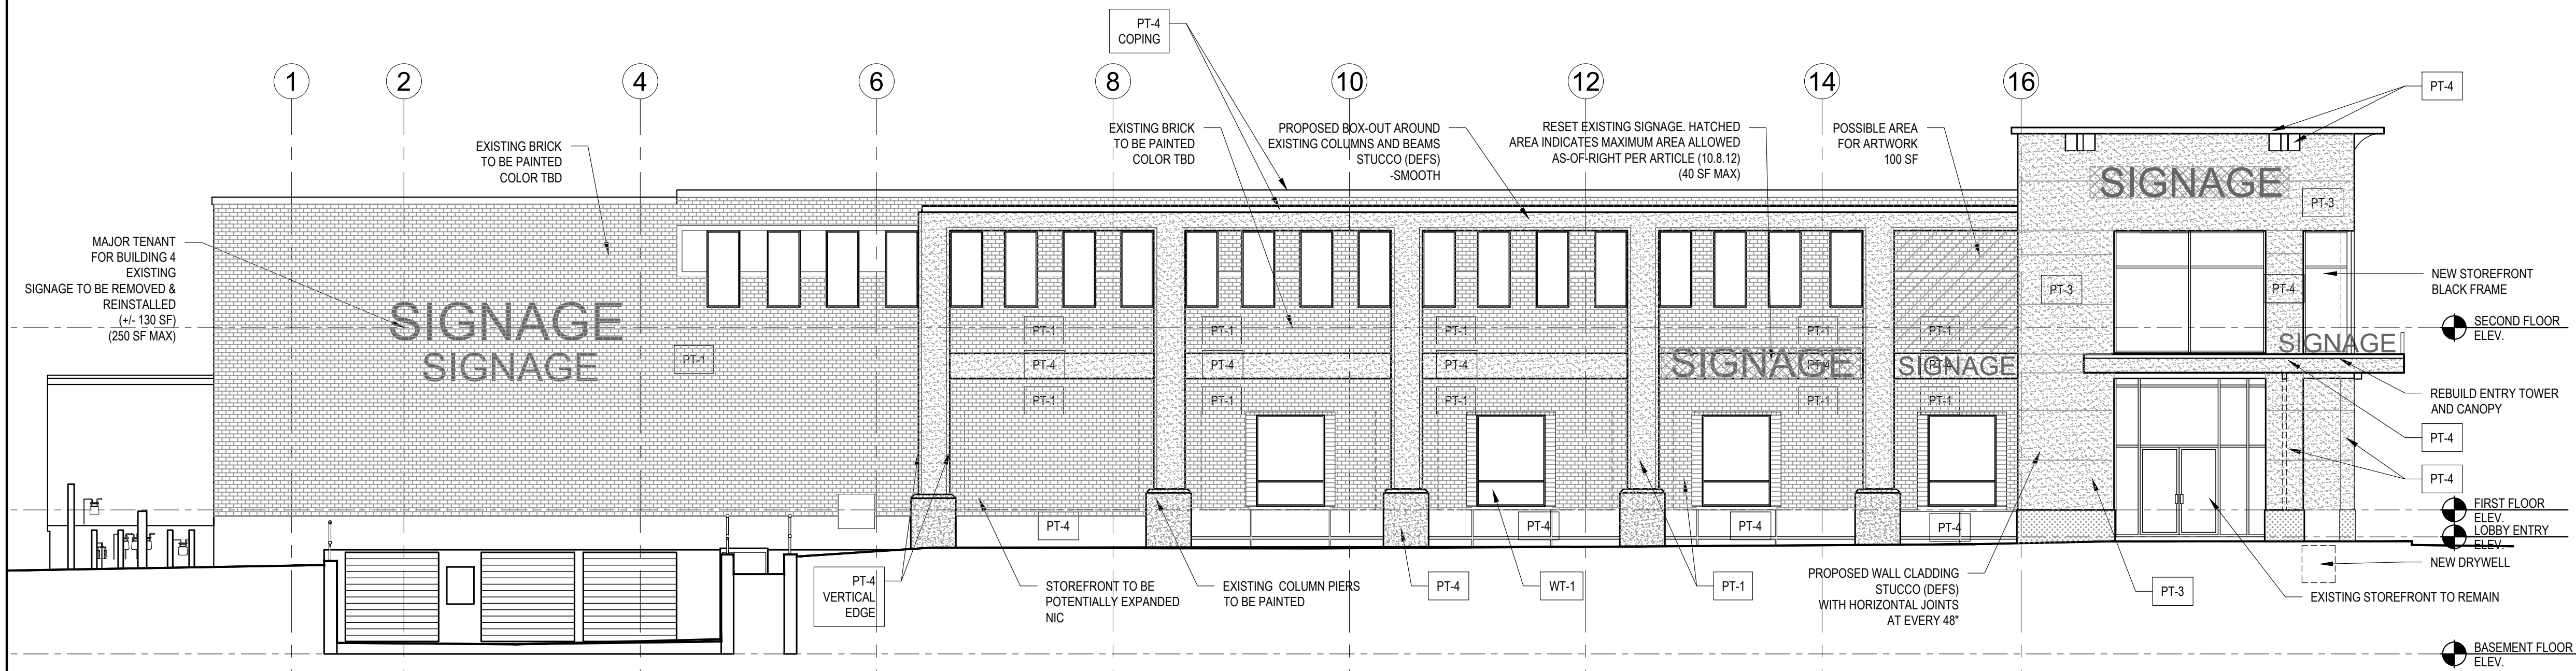 PT-4
COPING
1
2
4
6
8
10
12
14
16
PT-4
EXISTING BRICK
TO BE PAINTED
COLOR TBD
EXISTING BRICK
TO BE PAINTED
COLOR TBD
PROPOSED BOX-OUT AROUND
EXISTING COLUMNS AND BEAMS
STUCCO (DEFS)
-SMOOTH
RESET EXISTING SIGNAGE. HATCHED
AREA INDICATES MAXIMUM AREA ALLOWED
AS-OF-RIGHT PER ARTICLE (10.8.12)
(40 SF MAX)
POSSIBLE AREA
FOR ARTWORK
100 SF
SIGNAGE
PT-3
MAJOR TENANT
FOR BUILDING 4
EXISTING
SIGNAGE TO BE REMOVED &
REINSTALLED
(+/- 130 SF)
(250 SF MAX)
SIGNAGE
SIGNAGE
PT-1
PT-1
PT-1
PT-1
PT-1
PT-1
PT-3
PT-4
NEW STOREFRONT
BLACK FRAME
SECOND FLOOR
ELEV.
PT-4
PT-4
PT-4
SIGNAGE
PT-4
SIGNAGE
PT-4
SIGNAGE
PT-1
PT-1
PT-1
PT-1
PT-1
REBUILD ENTRY TOWER
AND CANOPY
PT-4
PT-4
FIRST FLOOR
ELEV.
LOBBY ENTRY
ELEV.
PT-4
PT-4
PT-4
PT-4
NEW DRYWELL
PT-4
VERTICAL
EDGE
STOREFRONT TO BE
POTENTIALLY EXPANDED
NIC
EXISTING COLUMN PIERS
TO BE PAINTED
PT-4
WT-1
PT-1
PROPOSED WALL CLADDING
STUCCO (DEFS)
WITH HORIZONTAL JOINTS
AT EVERY 48"
PT-3
EXISTING STOREFRONT TO REMAIN
BASEMENT FLOOR
ELEV.